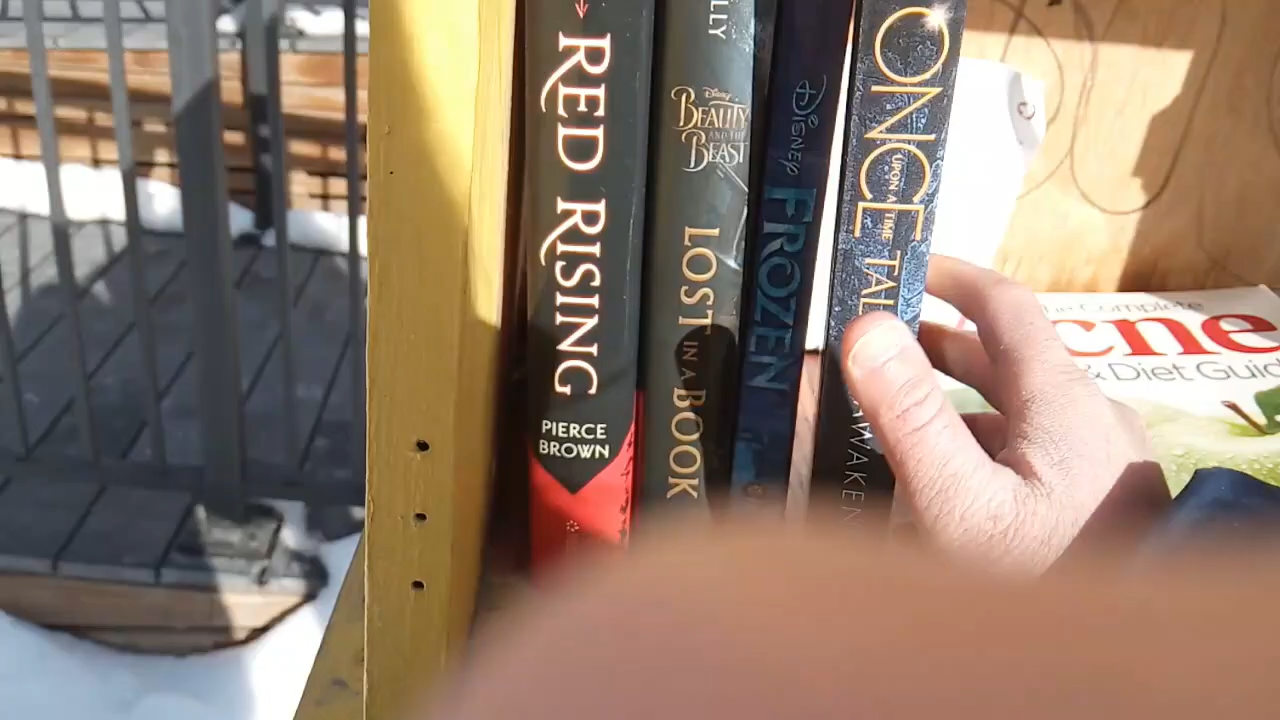 RED RISING
PIERCE
BROWN
LLY
Disney
BEAUTY
AND THE
BEAST
LOST IN A BOOK
DISNEY
FROZEN
ONCE
UPON A TIME
TAL
AWAKEN
The Complete
cne
& Diet Guid